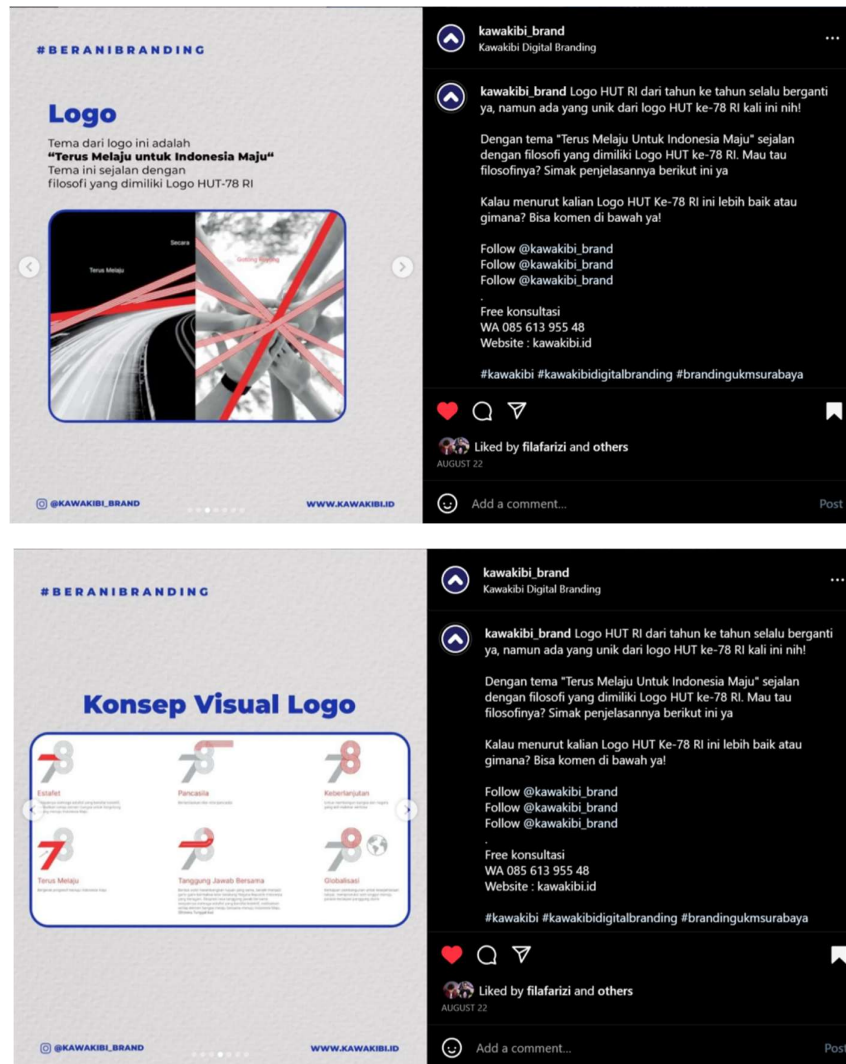 #BERANIBRANDING
Logo
Tema dari logo ini adalah
“Terus Melaju untuk Indonesia Maju“
Tema ini sejalan dengan
filosofi yang dimiliki Logo HUT-78 RI
Secara
Terus Melaju
Gotong Royong
@KAWAKIBI_BRAND
WWW.KAWAKIBI.ID
kawakibi_brand
Kawakibi Digital Branding
kawakibi_brand Logo HUT RI dari tahun ke tahun selalu berganti
ya, namun ada yang unik dari logo HUT ke-78 RI kali ini nih!
Dengan tema "Terus Melaju Untuk Indonesia Maju" sejalan
dengan filosofi yang dimiliki Logo HUT ke-78 RI. Mau tau
filosofinya? Simak penjelasannya berikut ini ya
Kalau menurut kalian Logo HUT Ke-78 RI ini lebih baik atau
gimana? Bisa komen di bawah ya!
Follow @kawakibi_brand
Follow @kawakibi_brand
Follow @kawakibi_brand
.
Free konsultasi
WA 085 613 955 48
Website : kawakibi.id
#kawakibi #kawakibidigitalbranding #brandingukmsurabaya
Liked by filafarizi and others
AUGUST 22
Add a comment...
Post
#BERANIBRANDING
Konsep Visual Logo
78
78
78
Estafet
Pancasila
Keberlanjutan
78
78
78
Terus Melaju
Tanggung Jawab Bersama
Globalisasi
@KAWAKIBI_BRAND
WWW.KAWAKIBI.ID
kawakibi_brand
Kawakibi Digital Branding
kawakibi_brand Logo HUT RI dari tahun ke tahun selalu berganti
ya, namun ada yang unik dari logo HUT ke-78 RI kali ini nih!
Dengan tema "Terus Melaju Untuk Indonesia Maju" sejalan
dengan filosofi yang dimiliki Logo HUT ke-78 RI. Mau tau
filosofinya? Simak penjelasannya berikut ini ya
Kalau menurut kalian Logo HUT Ke-78 RI ini lebih baik atau
gimana? Bisa komen di bawah ya!
Follow @kawakibi_brand
Follow @kawakibi_brand
Follow @kawakibi_brand
.
Free konsultasi
WA 085 613 955 48
Website : kawakibi.id
#kawakibi #kawakibidigitalbranding #brandingukmsurabaya
Liked by filafarizi and others
AUGUST 22
Add a comment...
Post